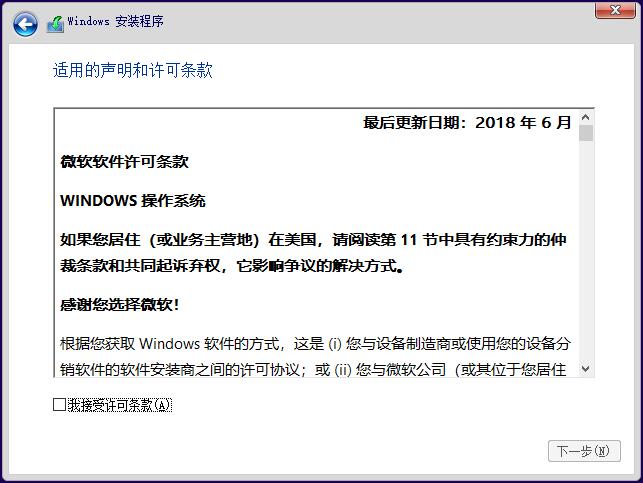 Windows 安装程序
适用的声明和许可条款
最后更新日期：2018 年 6 月
微软软件许可条款
WINDOWS 操作系统
如果您居住（或业务主营地）在美国，请阅读第 11 节中具有约束力的仲
裁条款和共同起诉弃权，它影响争议的解决方式。
感谢您选择微软！
根据您获取 Windows 软件的方式，这是 (i) 您与设备制造商或使用您的设备分
销软件的软件安装商之间的许可协议；或 (ii) 您与微软公司（或其位于您居住
我接受许可条款(A)
下一步(N)